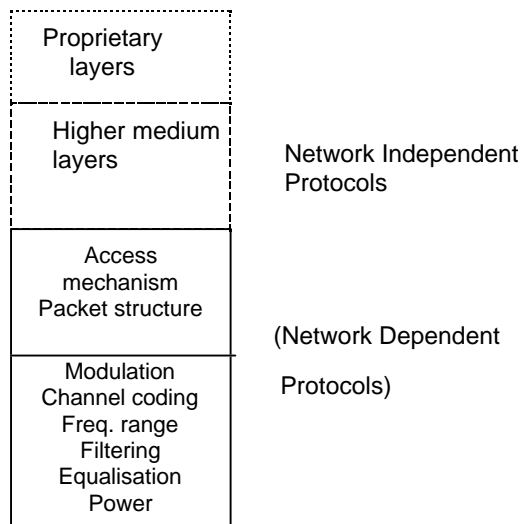 Proprietary
layers
Higher medium
layers
Network Independent
Protocols
Access
mechanism
Packet structure
(Network Dependent
Protocols)
Modulation
Channel coding
Freq. range
Filtering
Equalisation
Power